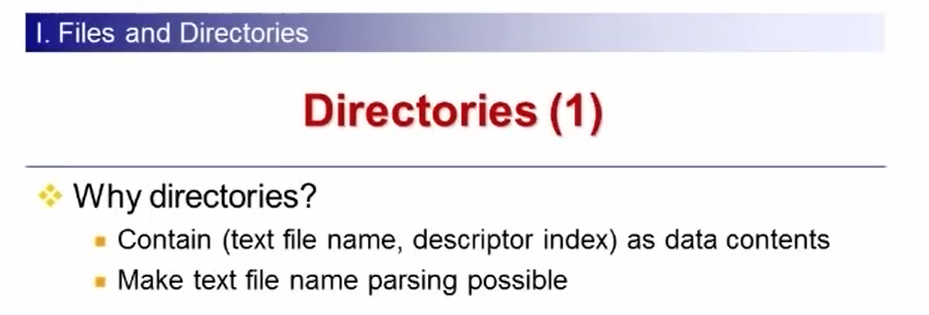 I. Files and Directories
Directories (1)
Why directories?
Contain (text file name, descriptor index) as data contents
Make text file name parsing possible